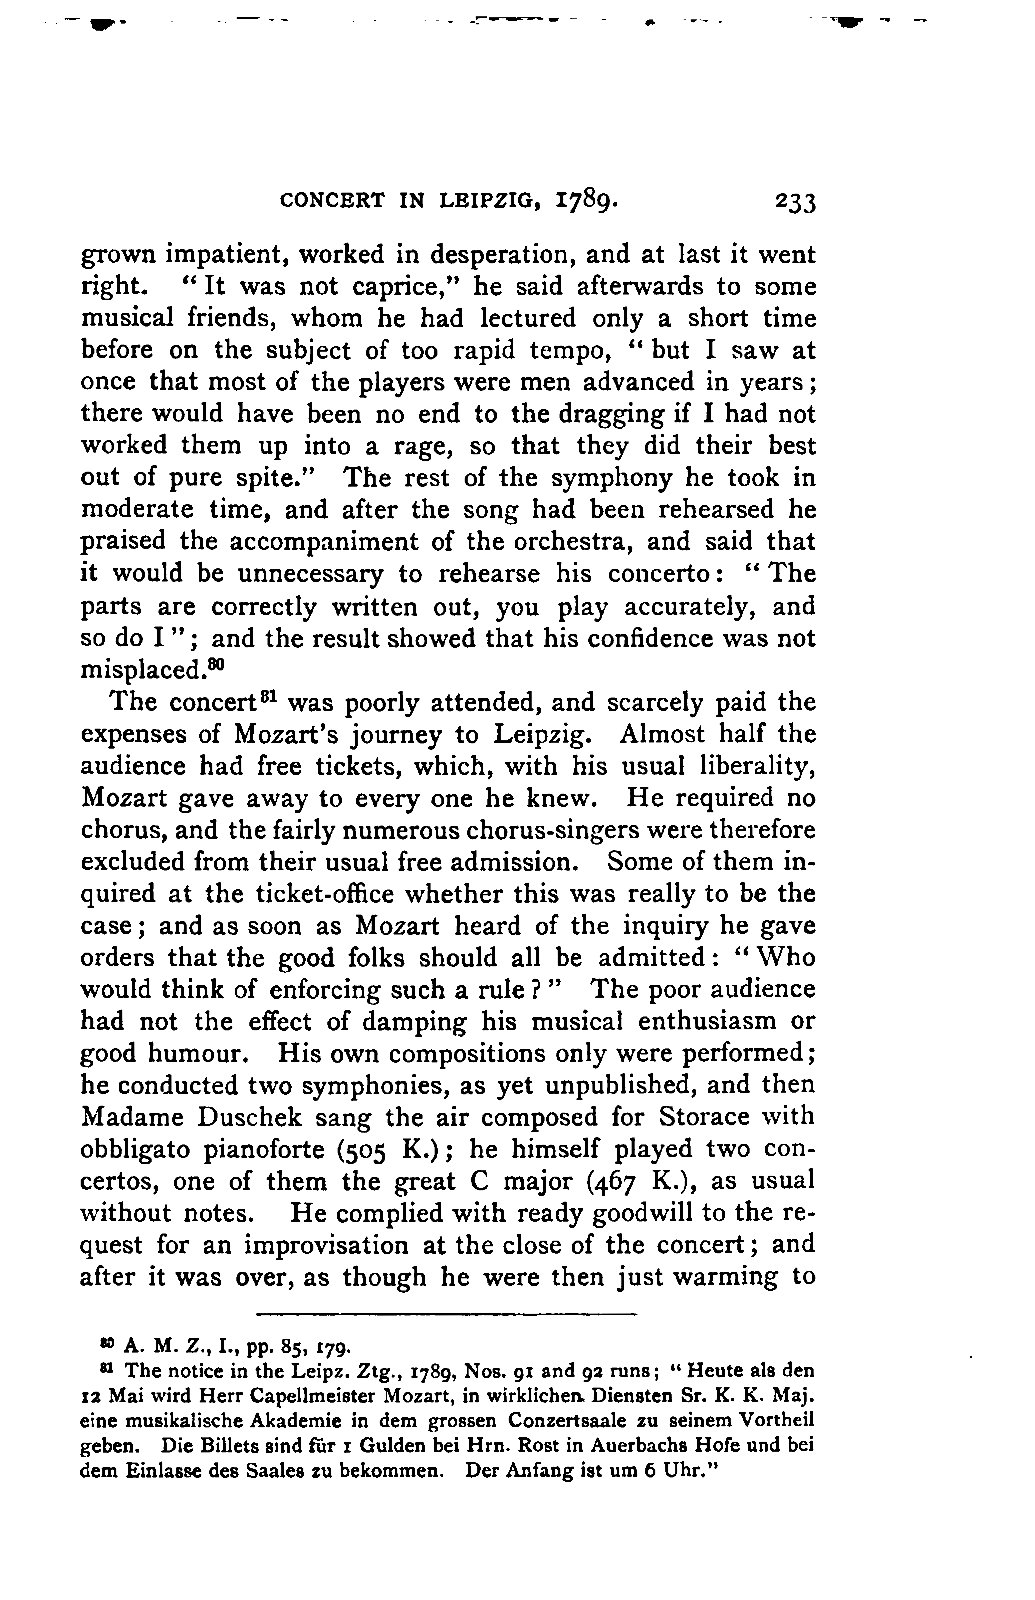 CONCERT IN LEIPZIG, 1789. 233
grown impatient, worked in desperation, and at last it went
right. “It was not caprice,” he said afterwards to some
musical friends, whom he had lectured only a short time
before on the subject of too rapid tempo, “but I saw at
once that most of the players were men advanced in years;
there would have been no end to the dragging if I had not
worked them up into a rage, so that they did their best
out of pure spite.” The rest of the symphony he took in
moderate time, and after the song had been rehearsed he
praised the accompaniment of the orchestra, and said that
it would be unnecessary to rehearse his concerto: “The
parts are correctly written out, you play accurately, and
so do I”; and the result showed that his confidence was not
misplaced.⁸⁰
The concert⁸¹ was poorly attended, and scarcely paid the
expenses of Mozart’s journey to Leipzig. Almost half the
audience had free tickets, which, with his usual liberality,
Mozart gave away to every one he knew. He required no
chorus, and the fairly numerous chorus-singers were therefore
excluded from their usual free admission. Some of them in-
quired at the ticket-office whether this was really to be the
case; and as soon as Mozart heard of the inquiry he gave
orders that the good folks should all be admitted: “Who
would think of enforcing such a rule?” The poor audience
had not the effect of damping his musical enthusiasm or
good humour. His own compositions only were performed;
he conducted two symphonies, as yet unpublished, and then
Madame Duschek sang the air composed for Storace with
obbligato pianoforte (505 K.); he himself played two con-
certos, one of them the great C major (467 K.), as usual
without notes. He complied with ready goodwill to the re-
quest for an improvisation at the close of the concert; and
after it was over, as though he were then just warming to
⁸⁰ A. M. Z., I., pp. 85, 179.
⁸¹ The notice in the Leipz. Ztg., 1789, Nos. 91 and 92 runs; “Heute als den
12 Mai wird Herr Capellmeister Mozart, in wirklichen Diensten Sr. K. K. Maj.
eine musikalische Akademie in dem grossen Conzertsaale zu seinem Vortheil
geben. Die Billets sind für 1 Gulden bei Hrn. Rost in Auerbachs Hofe und bei
dem Einlasse des Saales zu bekommen. Der Anfang ist um 6 Uhr.”